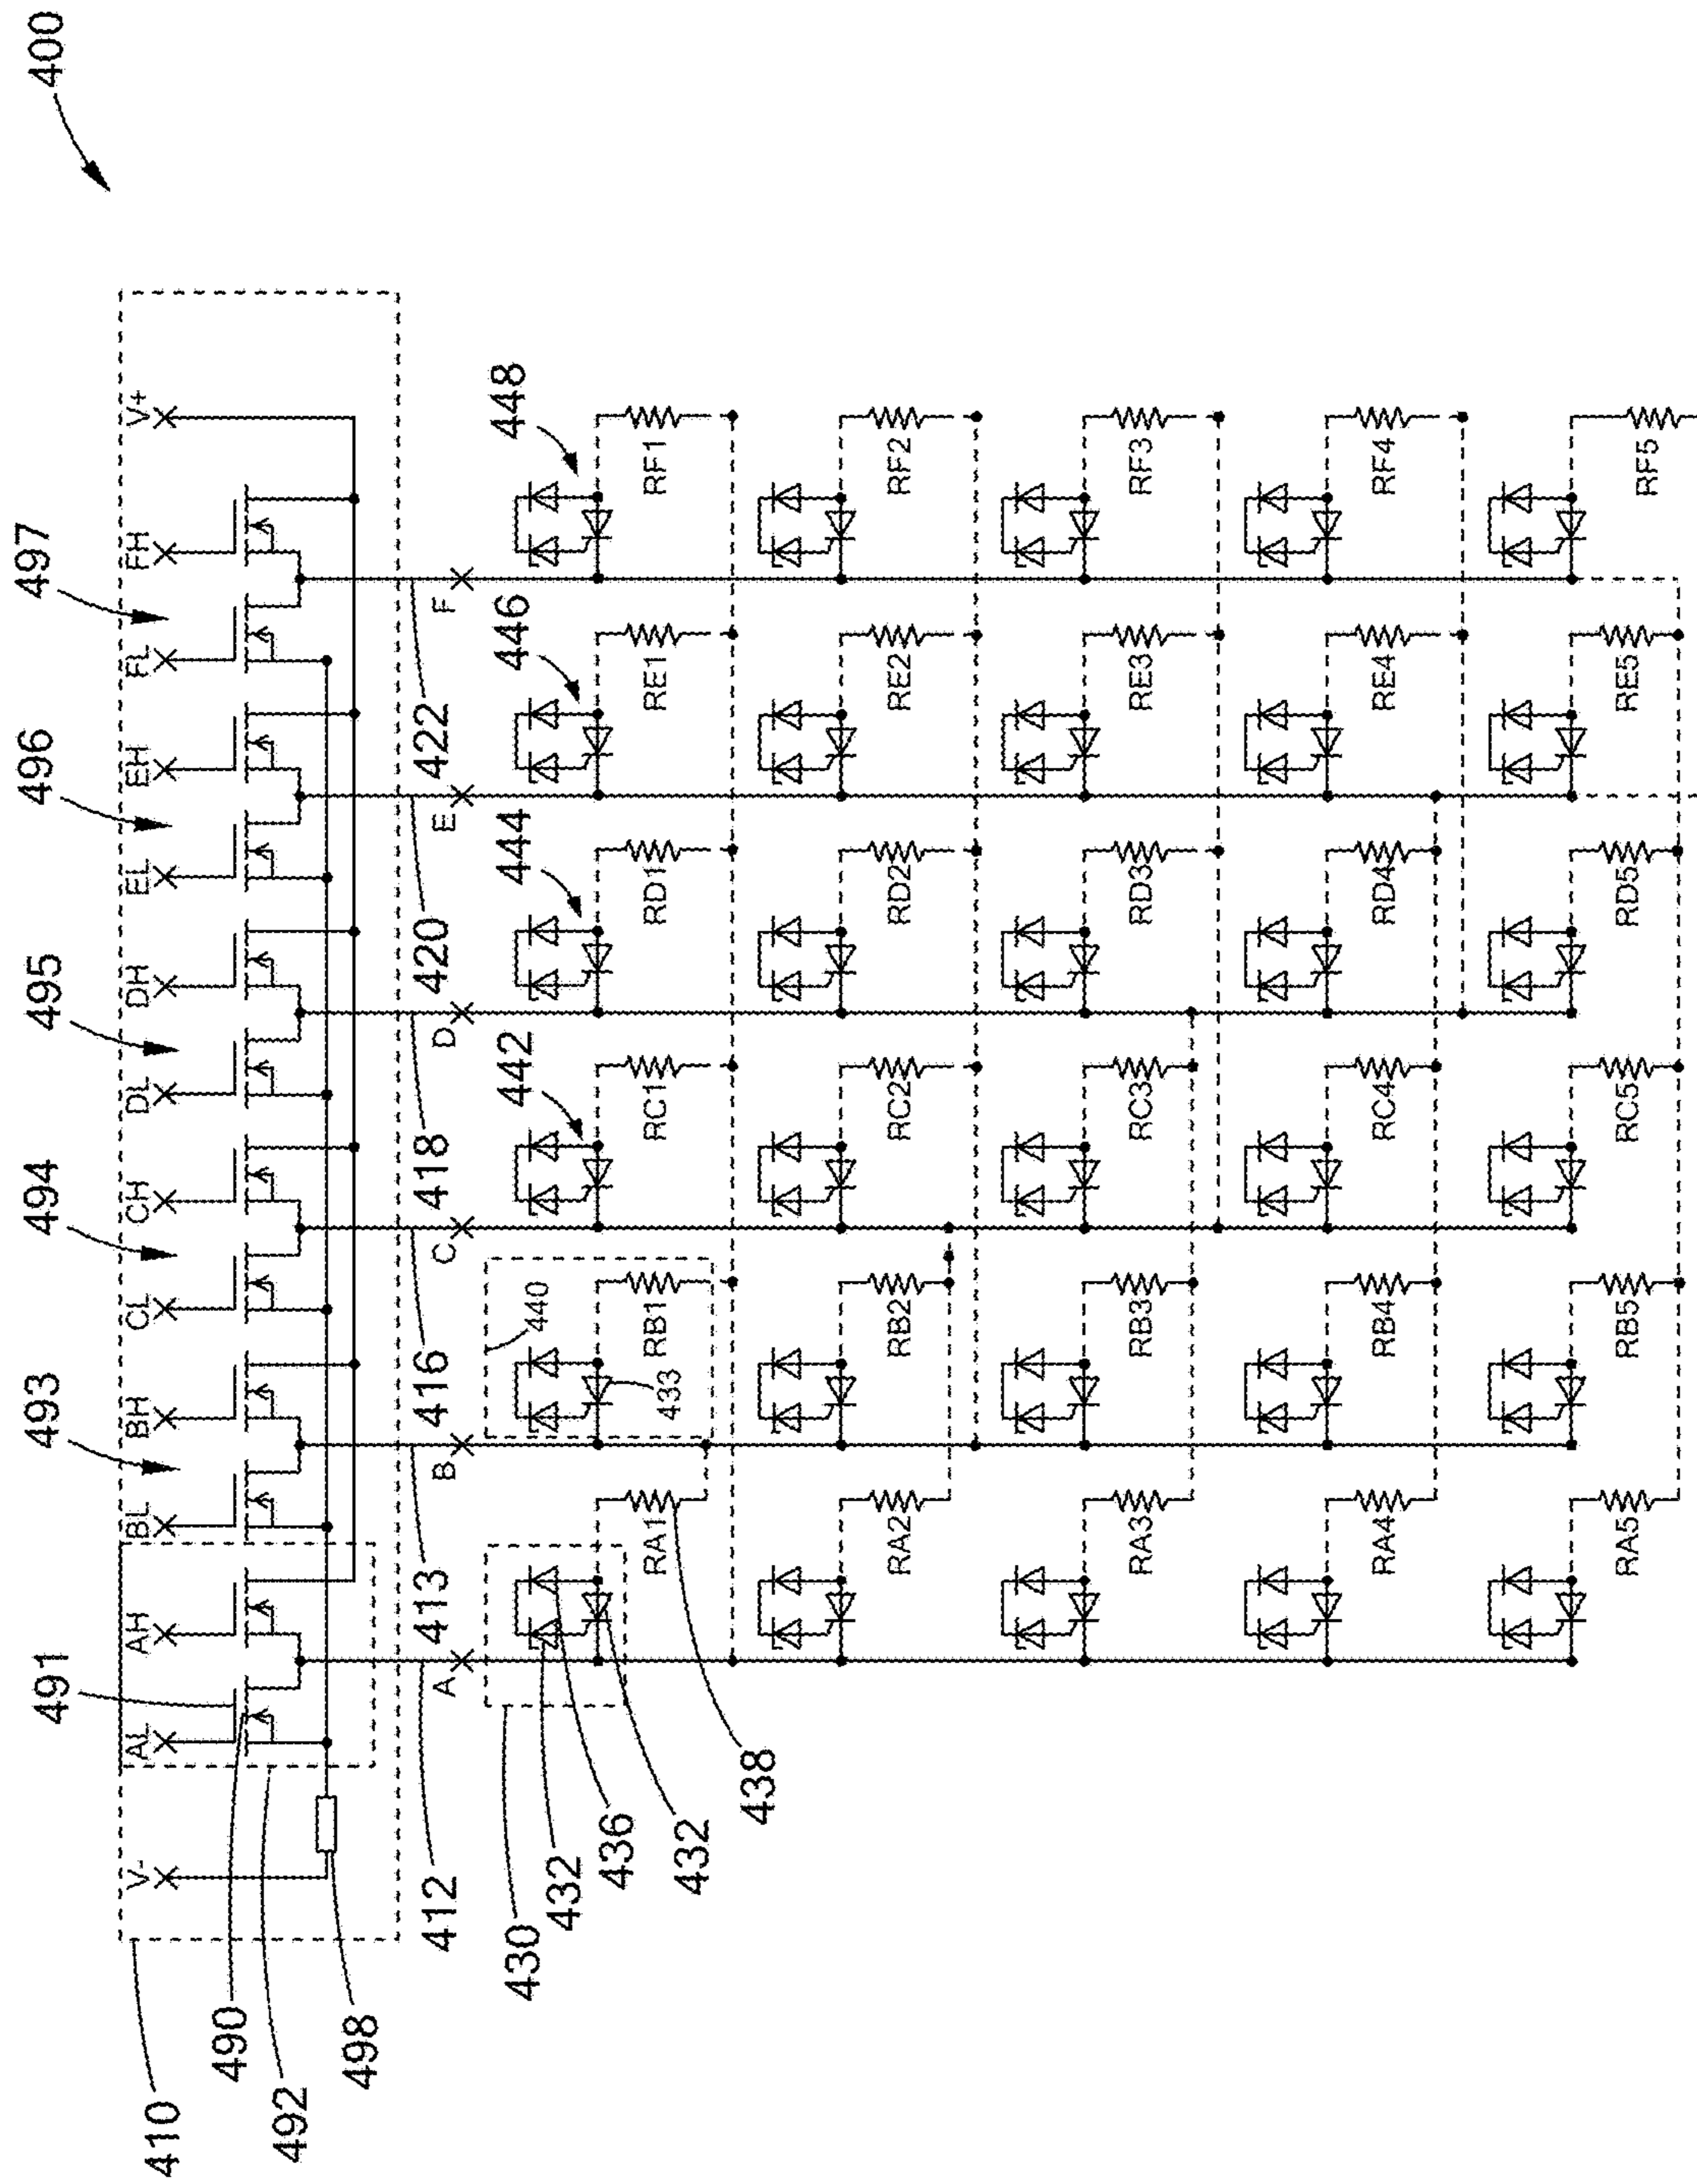 400
491
493
494
495
496
497
V-
AL
AH
BL
BH
CL
CH
DL
DH
EL
EH
FL
FH
V+
410
490
492
498
412
413
416
418
420
422
A
B
C
D
E
F
430
432
436
432
438
440
433
442
444
446
448
RA1
RB1
RC1
RD1
RE1
RF1
RA2
RB2
RC2
RD2
RE2
RF2
RA3
RB3
RC3
RD3
RE3
RF3
RA4
RB4
RC4
RD4
RE4
RF4
RA5
RB5
RC5
RD5
RE5
RF5